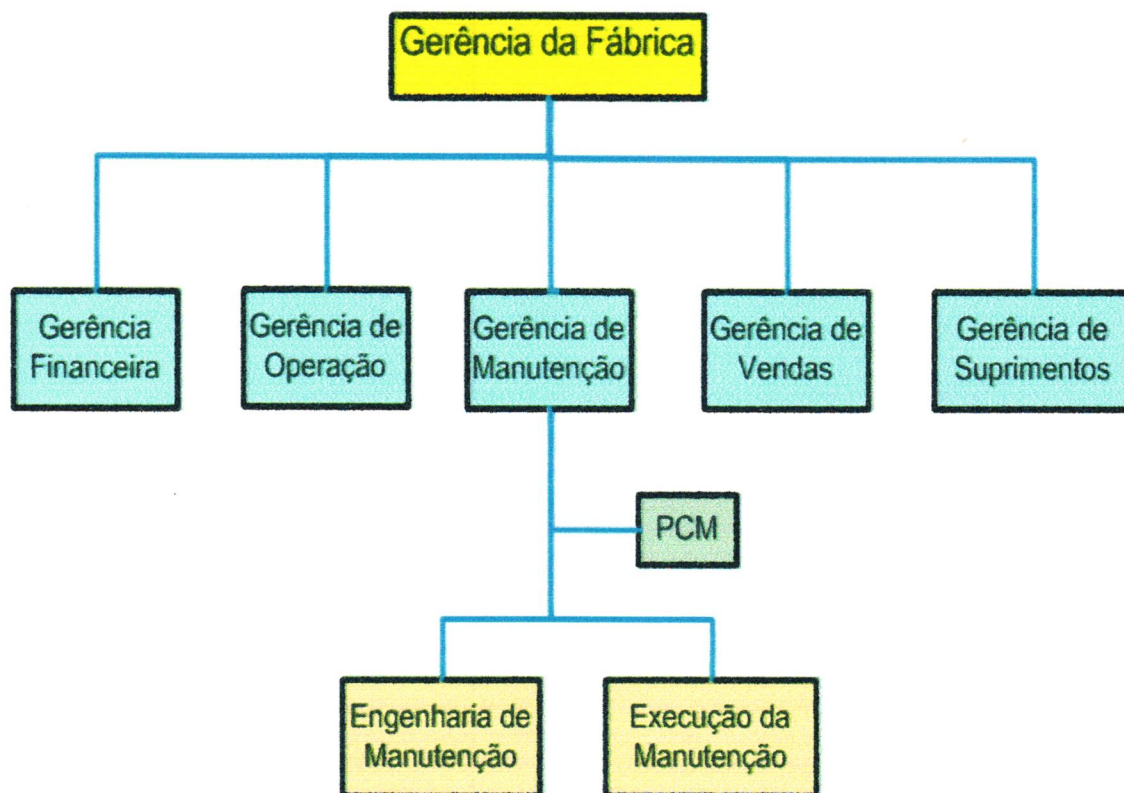 Gerência da Fábrica
Gerência
Financeira
Gerência de
Operação
Gerência de
Manutenção
Gerência de
Vendas
Gerência de
Suprimentos
PCM
Engenharia de
Manutenção
Execução da
Manutenção